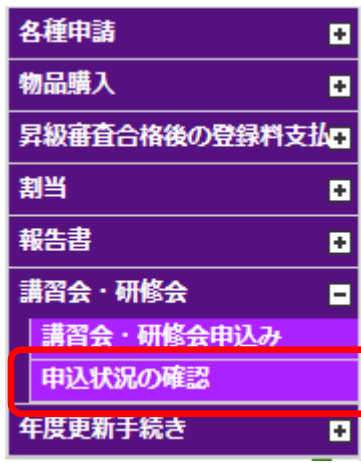 各種申請
物品購入
昇級審査合格後の登録料支払
割当
報告書
講習会・研修会
講習会・研修会申込み
申込状況の確認
年度更新手続き